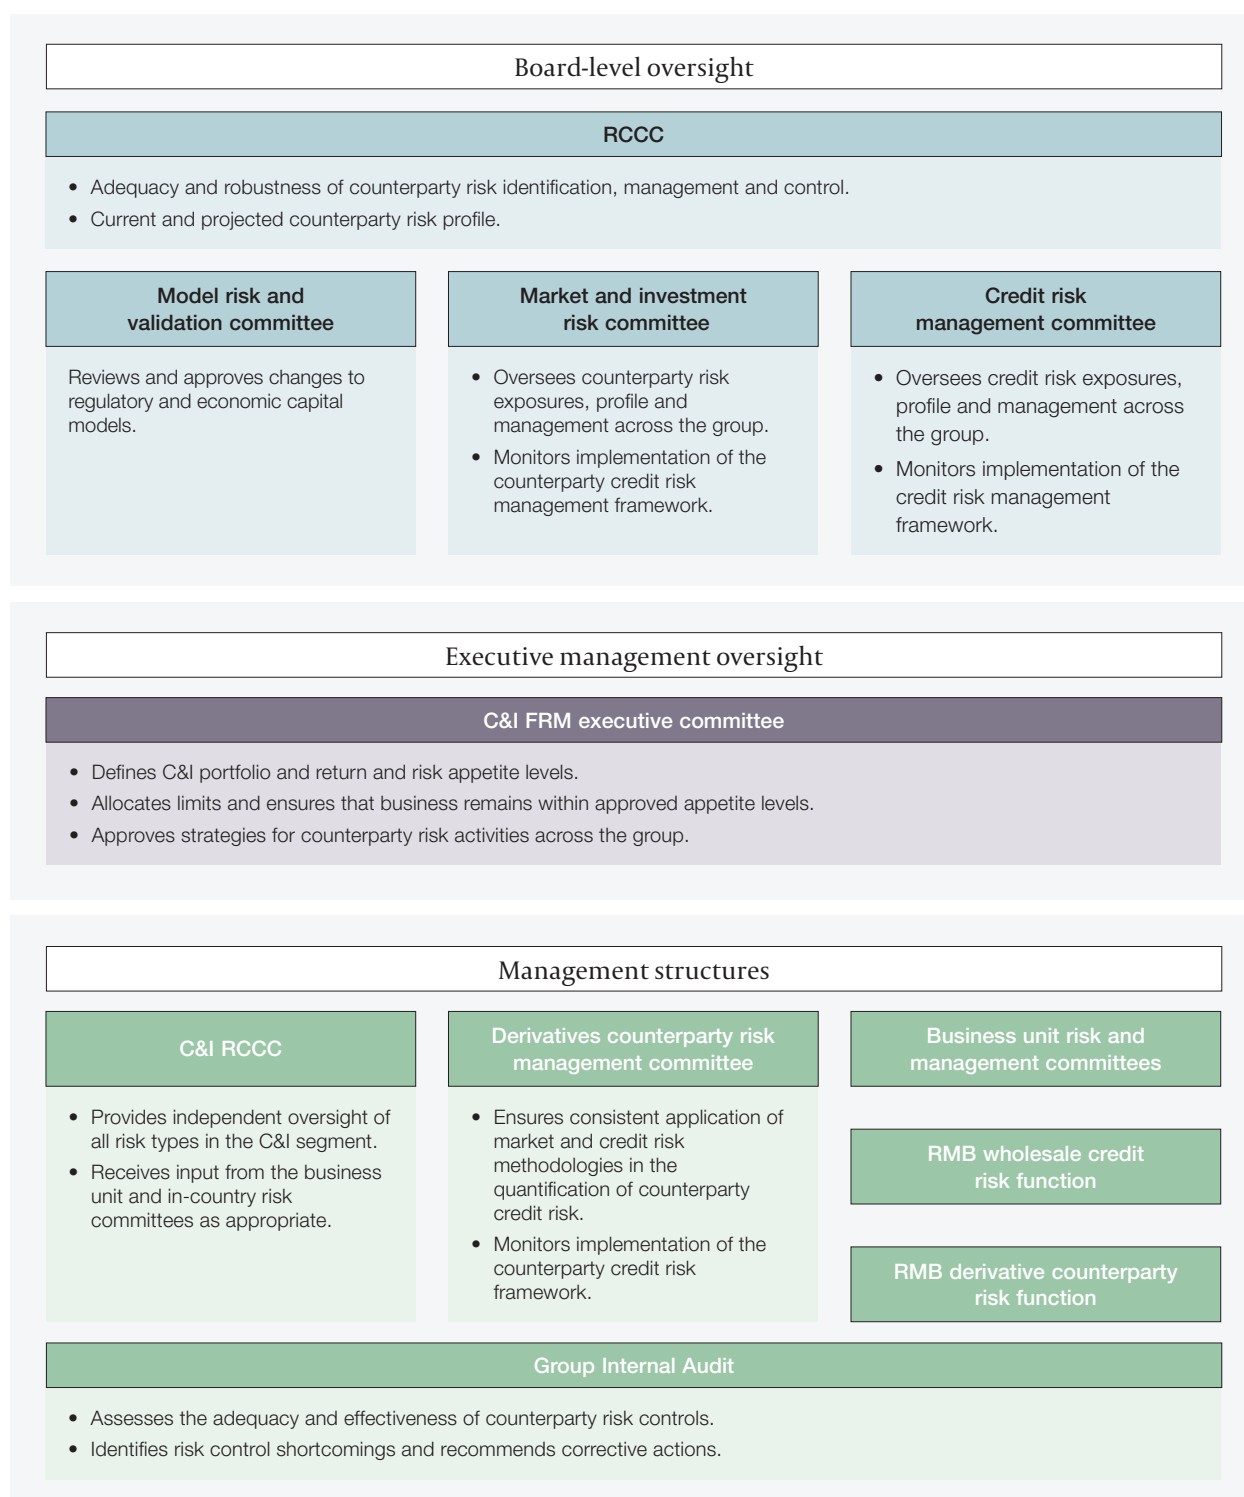 Board-level oversight
RCCC
• Adequacy and robustness of counterparty risk identification, management and control.
• Current and projected counterparty risk profile.
Model risk and
validation committee
Reviews and approves changes to
regulatory and economic capital
models.
Market and investment
risk committee
• Oversees counterparty risk
exposures, profile and
management across the group.
• Monitors implementation of the
counterparty credit risk
management framework.
Credit risk
management committee
• Oversees credit risk exposures,
profile and management across
the group.
• Monitors implementation of the
credit risk management
framework.
Executive management oversight
C&I FRM executive committee
• Defines C&I portfolio and return and risk appetite levels.
• Allocates limits and ensures that business remains within approved appetite levels.
• Approves strategies for counterparty risk activities across the group.
Management structures
C&I RCCC
• Provides independent oversight of
all risk types in the C&I segment.
• Receives input from the business
unit and in-country risk
committees as appropriate.
Derivatives counterparty risk
management committee
• Ensures consistent application of
market and credit risk
methodologies in the
quantification of counterparty
credit risk.
• Monitors implementation of the
counterparty credit risk
framework.
Business unit risk and
management committees
RMB wholesale credit
risk function
RMB derivative counterparty
risk function
Group Internal Audit
• Assesses the adequacy and effectiveness of counterparty risk controls.
• Identifies risk control shortcomings and recommends corrective actions.